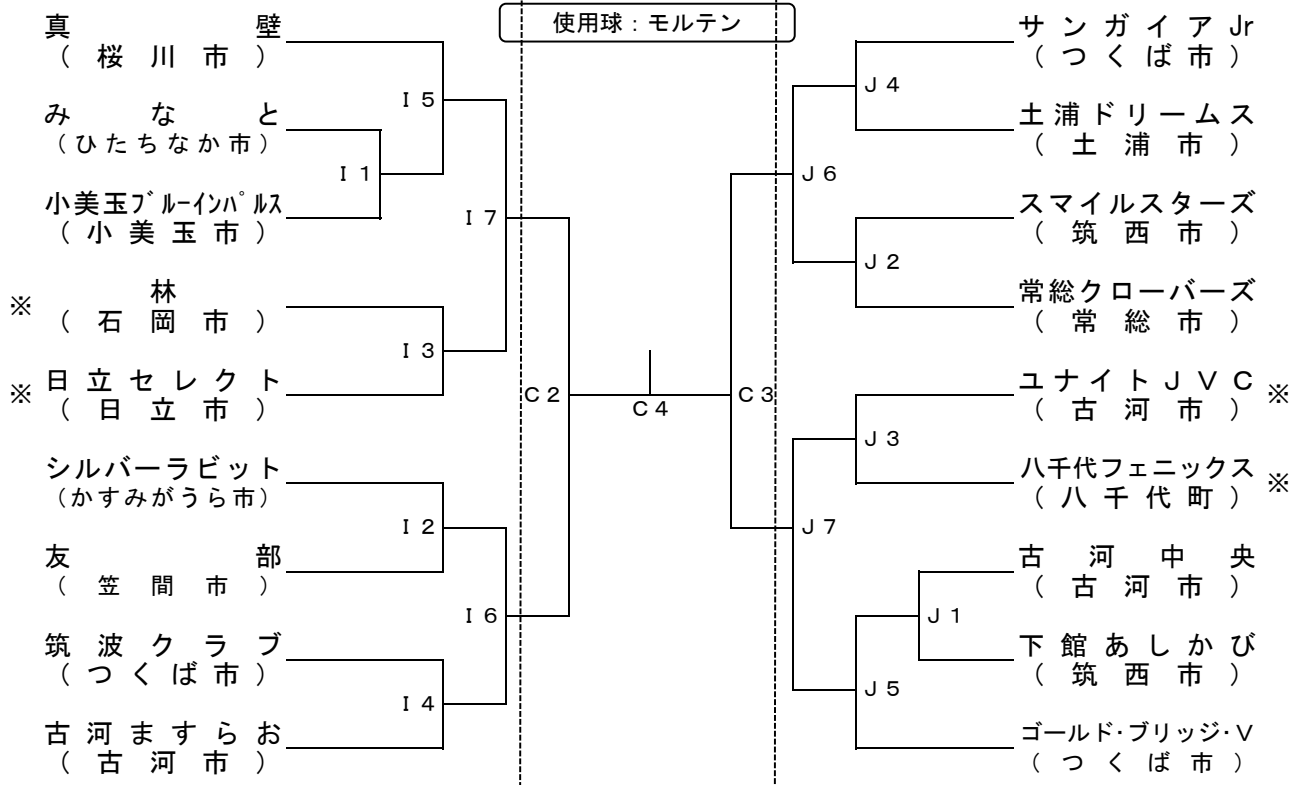 使用球：モルテン
真壁
（桜川市）
みなと
（ひたちなか市）
小美玉ﾌﾞﾙｰｲﾝﾊﾟﾙｽ
（小美玉市）
※ 林
（石岡市）
※ 日立セレクト
（日立市）
シルバーラビット
（かすみがうら市）
友部
（笠間市）
筑波クラブ
（つくば市）
古河ますらお
（古河市）
Ｉ５
Ｉ１
Ｉ７
Ｉ３
Ｉ２
Ｉ６
Ｉ４
Ｃ２
Ｃ４
Ｃ３
Ｊ４
Ｊ６
Ｊ２
Ｊ３
Ｊ７
Ｊ１
Ｊ５
サンガイアJr
（つくば市）
土浦ドリームス
（土浦市）
スマイルスターズ
（筑西市）
常総クローバーズ
（常総市）
ユナイトＪＶＣ ※
（古河市）
八千代フェニックス ※
（八千代町）
古河中央
（古河市）
下館あしかび
（筑西市）
ゴールド･ブリッジ･Ｖ
（つくば市）